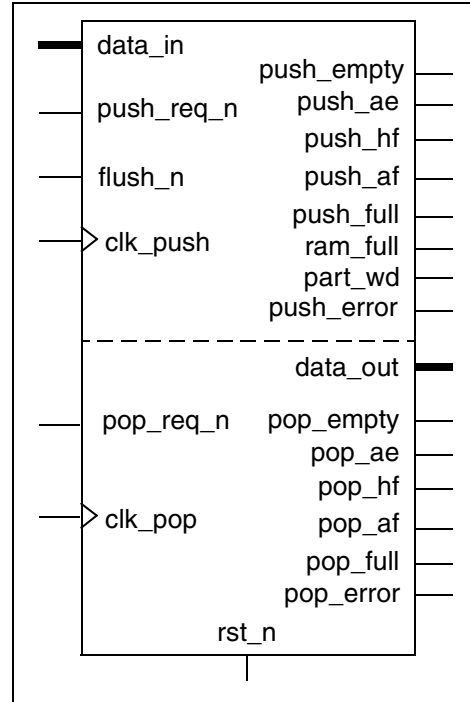 data_in
push_empty
push_req_n
push_ae
push_hf
flush_n
push_af
push_full
clk_push
ram_full
part_wd
push_error
data_out
pop_req_n
pop_empty
pop_ae
pop_hf
clk_pop
pop_af
pop_full
pop_error
rst_n